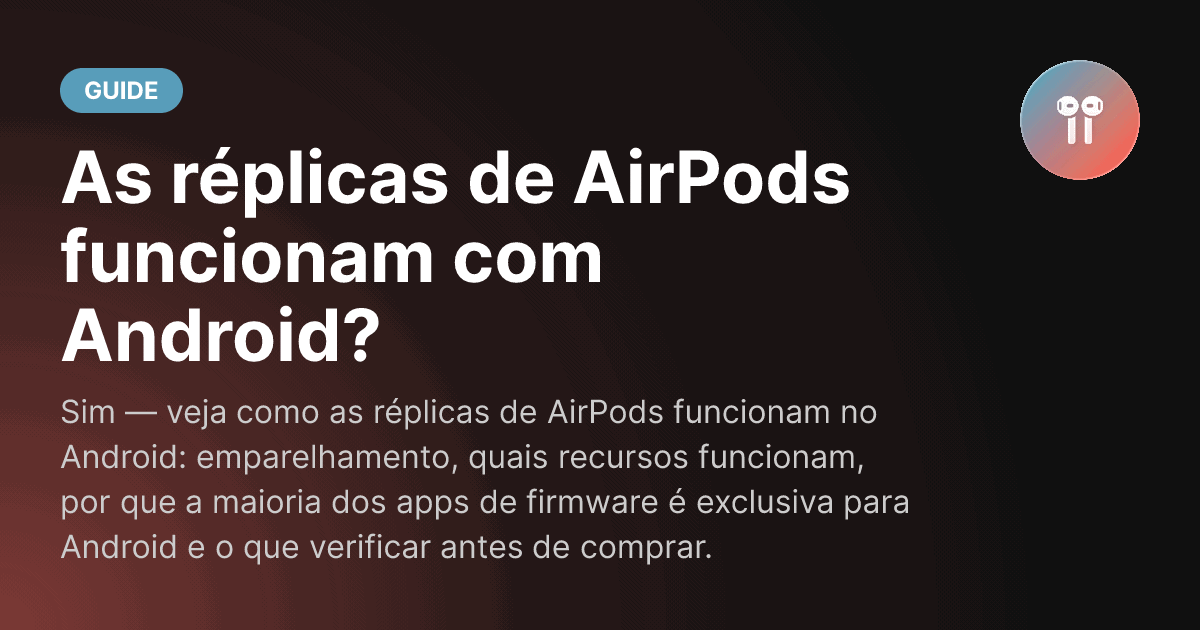 GUIDE
As réplicas de AirPods
funcionam com
Android?
Sim — veja como as réplicas de AirPods funcionam no
Android: emparelhamento, quais recursos funcionam,
por que a maioria dos apps de firmware é exclusiva para
Android e o que verificar antes de comprar.